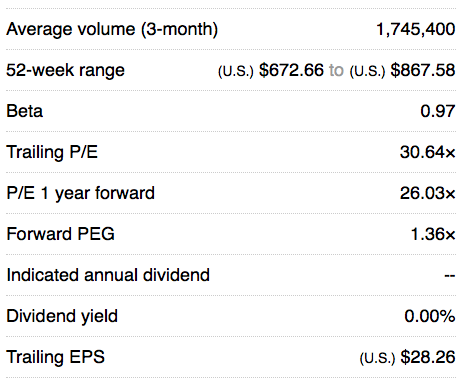 Average volume (3-month) 1,745,400
52-week range (U.S.) $672.66 to (U.S.) $867.58
Beta 0.97
Trailing P/E 30.64×
P/E 1 year forward 26.03×
Forward PEG 1.36×
Indicated annual dividend --
Dividend yield 0.00%
Trailing EPS (U.S.) $28.26